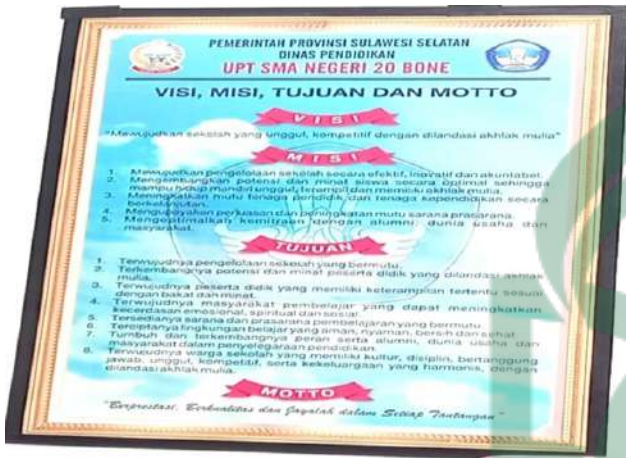 PEMERINTAH PROVINSI SULAWESI SELATAN
DINAS PENDIDIKAN
UPT SMA NEGERI 20 BONE
VISI, MISI, TUJUAN DAN MOTTO
VISI
"Mewujudkan sekolah yang unggul, kompetitif dengan dilandasi akhlak mulia"
MISI
1. Mewujudkan pengelolaan sekolah secara efektif, inovatif dan akuntabel.
2. Mengembangkan potensi dan minat siswa secara optimal sehingga
mampu hidup mandiri unggul, terampil dan memiliki akhlak mulia.
3. Meningkatkan mutu tenaga pendidik dan tenaga kependidikan secara
berkelanjutan.
4. Mengupayakan perluasan dan peningkatan mutu sarana prasarana.
5. Mengoptimalkan kemitraan dengan alumni, dunia usaha dan
masyarakat.
TUJUAN
1. Terwujudnya pengelolaan sekolah yang bermutu.
2. Terkembangnya potensi dan minat peserta didik yang dilandasi akhlak
mulia.
3. Terwujudnya peserta didik yang memiliki keterampilan tertentu sesuai
dengan bakat dan minat.
4. Terwujudnya masyarakat pembelajar yang dapat meningkatkan
kecerdasan emossional, spiritual dan sosial.
5. Tersedianya sarana dan prasarana pembelajaran yang bermutu
6. Terciptanya lingkungan belajar yang aman, nyaman, bersih dan sehat
7. Tumbuh dan terkembangnya peran serta alumni, dunia usaha dan
masyarakat dalam penyelegaraan pendidikan.
8. Terwujudnya warga sekolah yang memiliki kultur, disiplin, bertanggung
jawab, unggul, kompetitif, serta kekeluargaan yang harmonis, dengan
dilandasi akhlak mulia.
MOTTO
"Berprestasi, Berkualitas dan Jayalah dalam Setiap Tantangan"